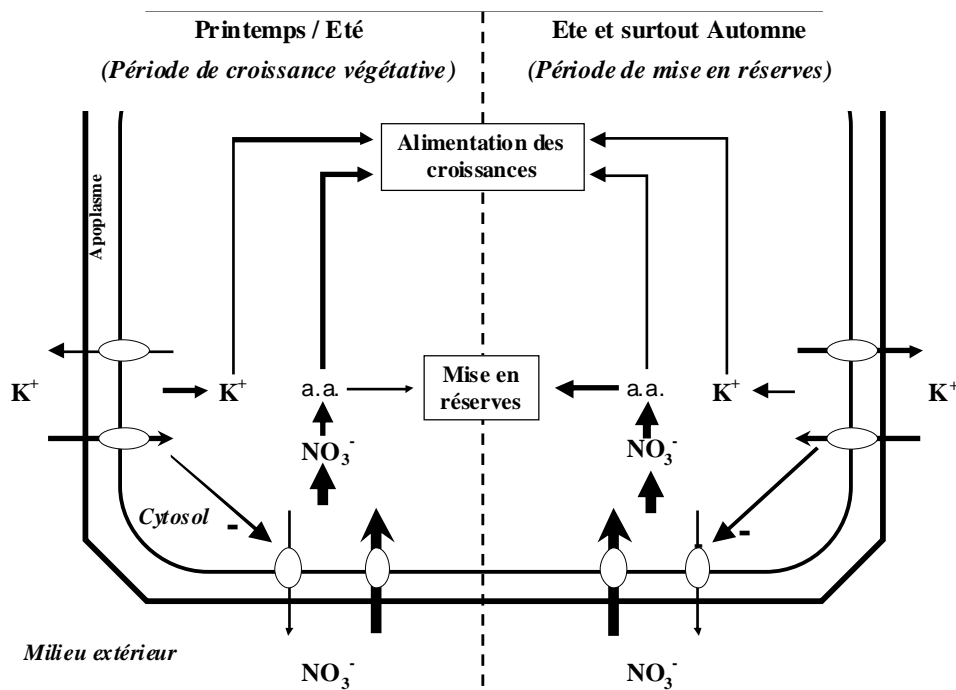 Printemps / Eté
(Période de croissance végétative)
Ete et surtout Automne
(Période de mise en réserves)
Alimentation des
croissances
Apoplasme
K⁺
K⁺
a.a.
Mise en
réserves
a.a.
K⁺
K⁺
NO₃⁻
NO₃⁻
Cytosol
-
-
Milieu extérieur
NO₃⁻
NO₃⁻